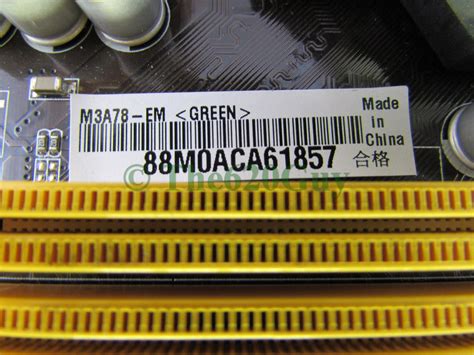 M3A78-EM <GREEN>
Made in China
88M0ACA61857
合格
© The620Guy